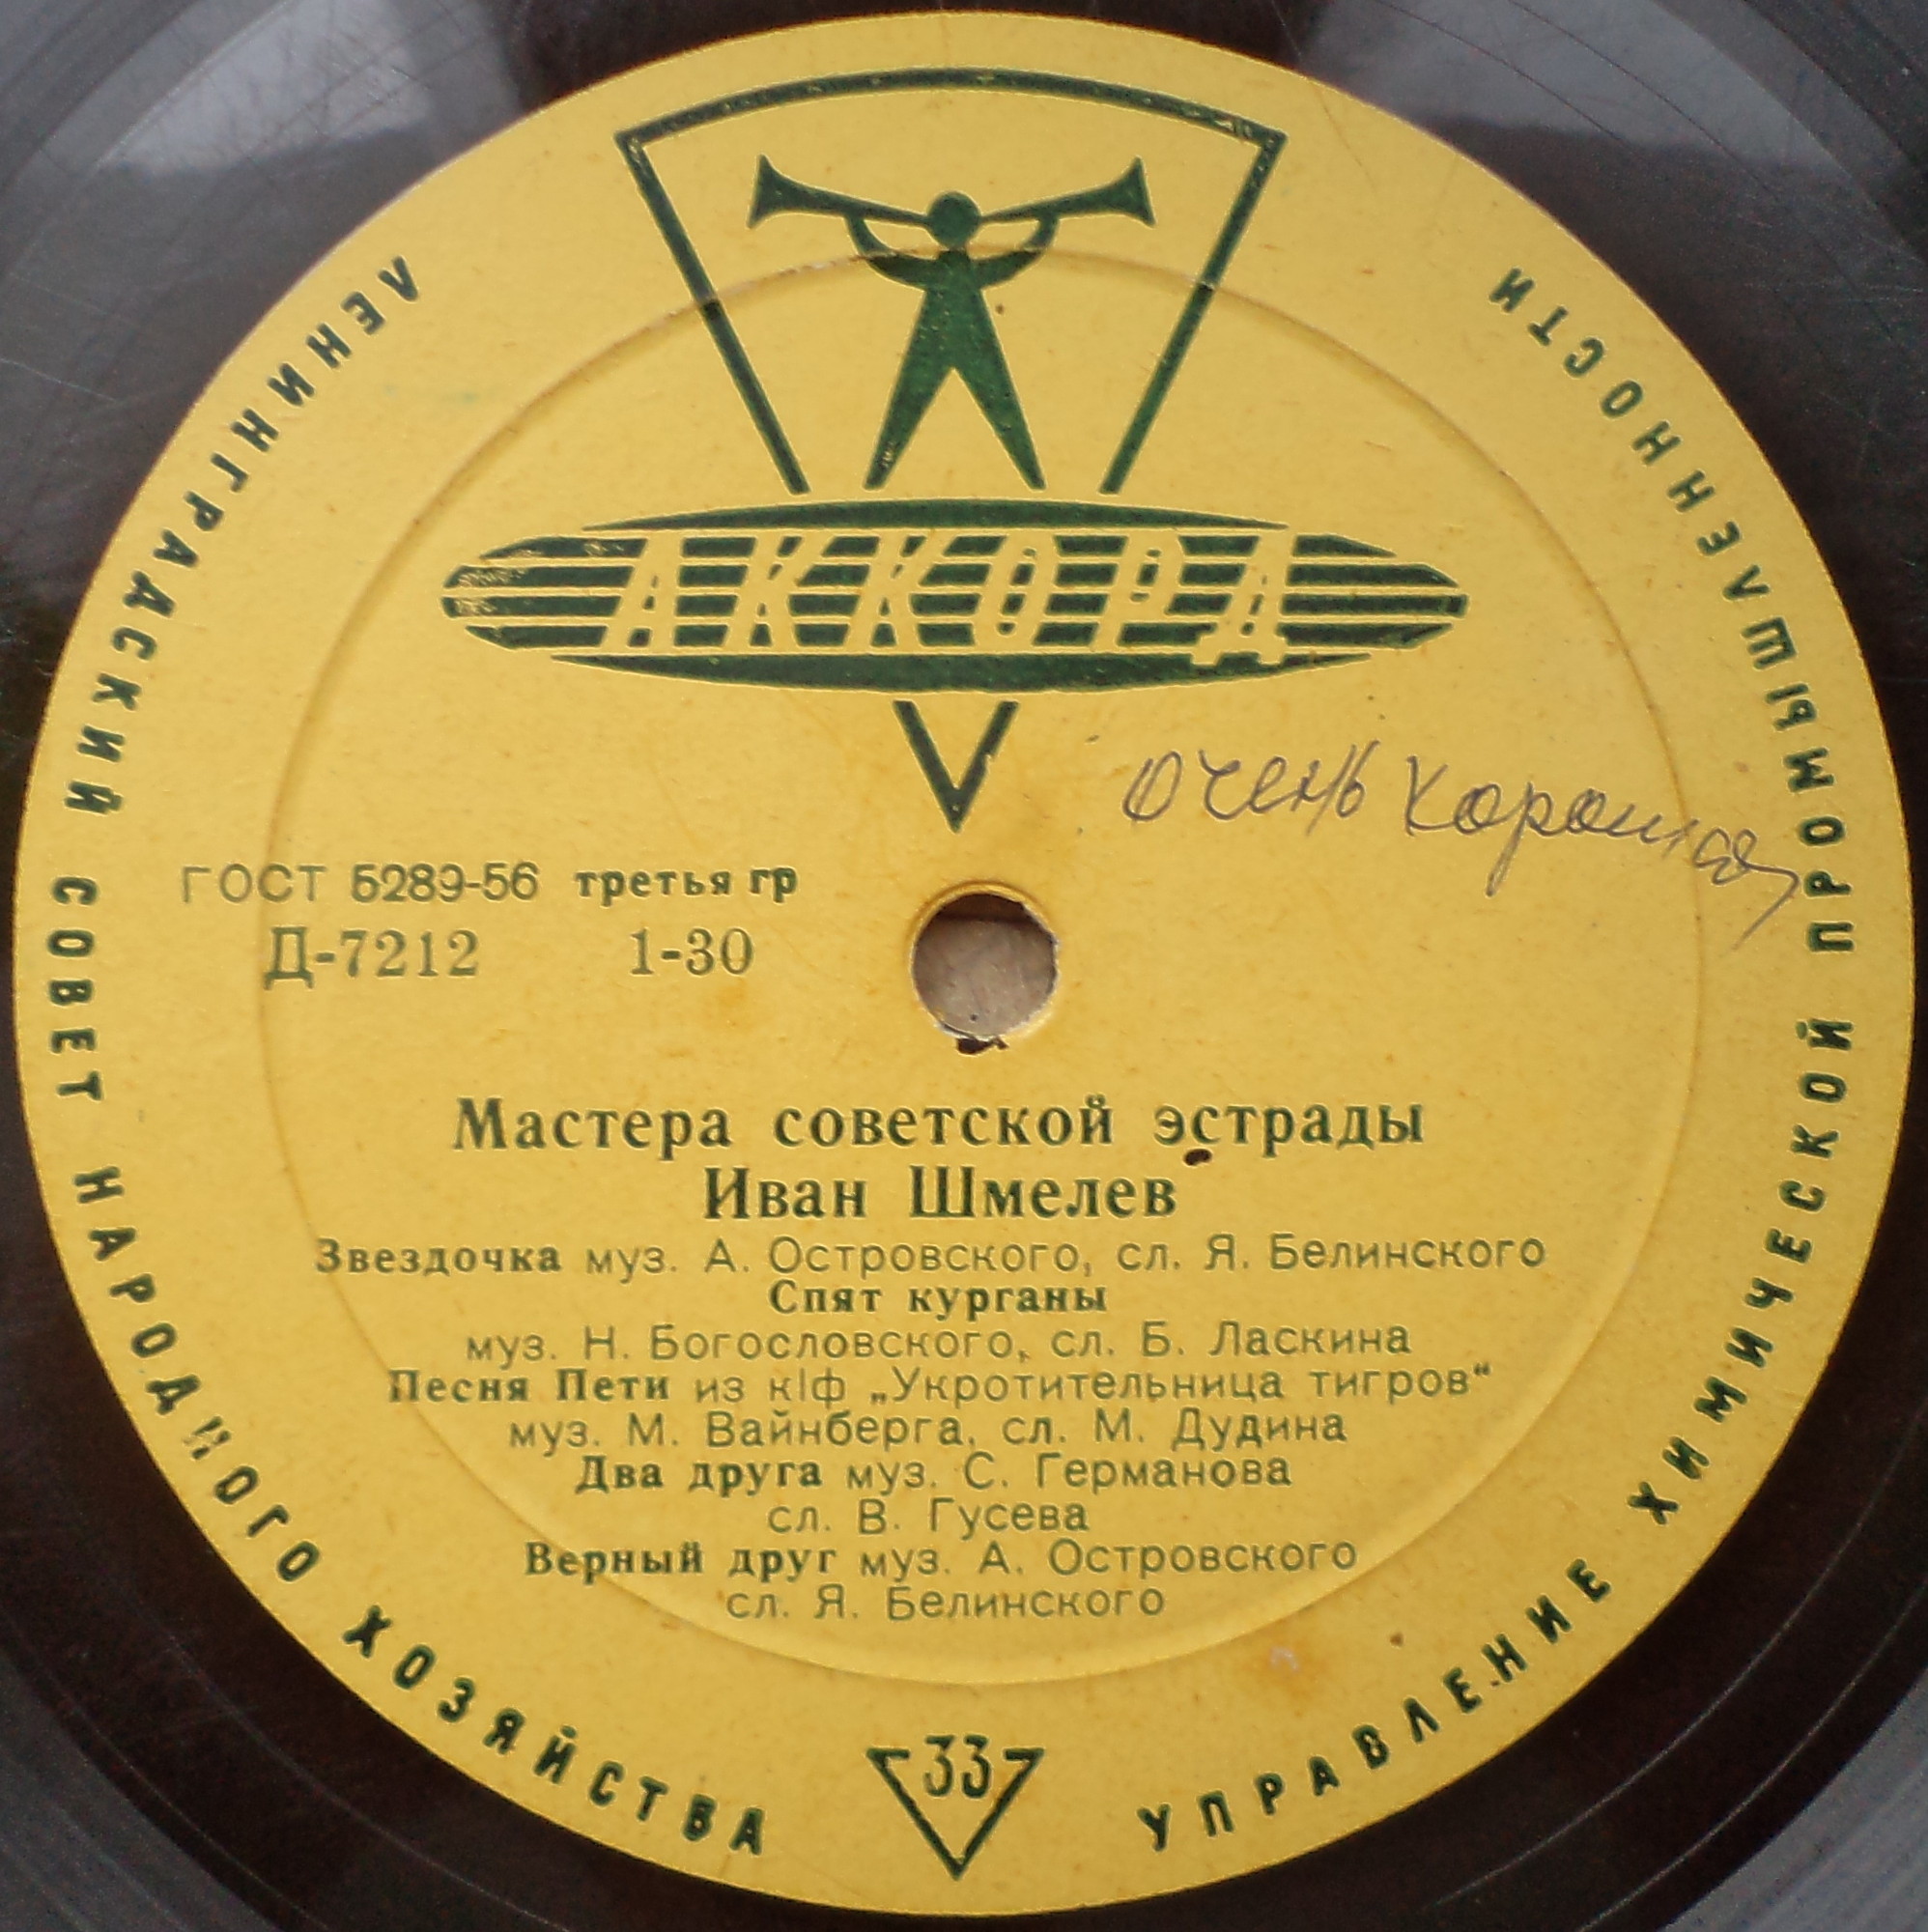 ЛЕНИНГРАДСКИЙ СОВЕТ НАРОДНОГО ХОЗЯЙСТВА
УПРАВЛЕНИЕ ХИМИЧЕСКОЙ ПРОМЫШЛЕННОСТИ
АККОРД
очень хорошая
ГОСТ 5289-56 третья гр
Д-7212 1-30
Мастера советской эстрады
Иван Шмелев
Звездочка муз. А. Островского, сл. Я. Белинского
Спят курганы
муз. Н. Богословского, сл. Б. Ласкина
Песня Пети из к|ф „Укротительница тигров“
муз. М. Вайнберга, сл. М. Дудина
Два друга муз. С. Германова
сл. В. Гусева
Верный друг муз. А. Островского
сл. Я. Белинского
33